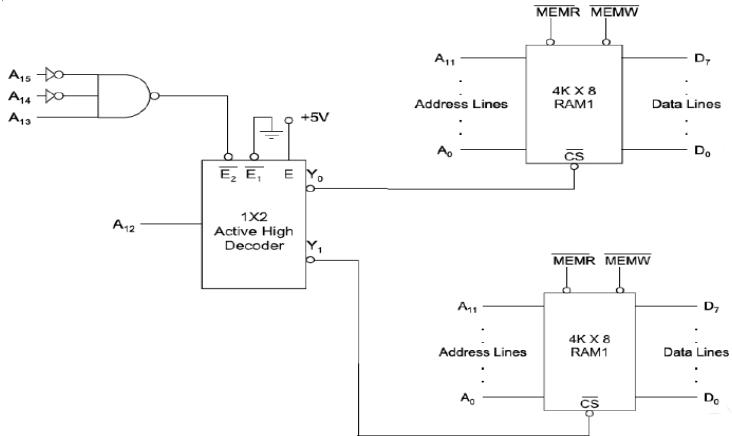 MEMR MEMW
A15
A14
A13
A11 D7
Address Lines 4K X 8 RAM1 Data Lines
A0 D0
CS
+5V
E2 E1 E Y0
A12
1X2
Active High
Decoder
Y1
MEMR MEMW
A11 D7
Address Lines 4K X 8 RAM1 Data Lines
A0 D0
CS